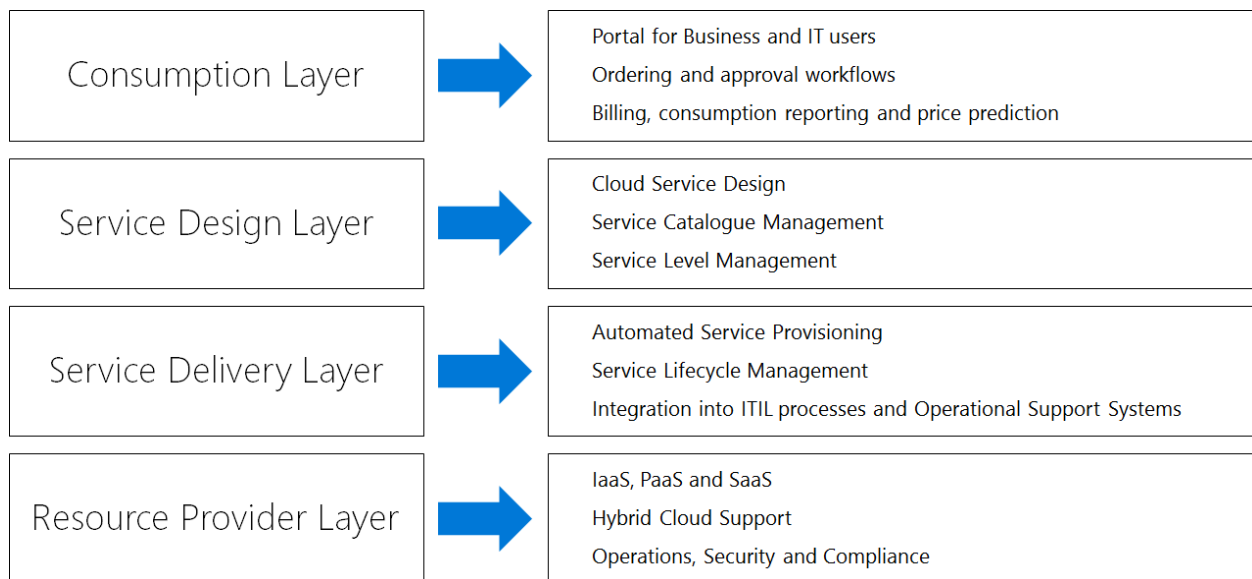 Consumption Layer
Portal for Business and IT users
Ordering and approval workflows
Billing, consumption reporting and price prediction
Service Design Layer
Cloud Service Design
Service Catalogue Management
Service Level Management
Service Delivery Layer
Automated Service Provisioning
Service Lifecycle Management
Integration into ITIL processes and Operational Support Systems
Resource Provider Layer
IaaS, PaaS and SaaS
Hybrid Cloud Support
Operations, Security and Compliance